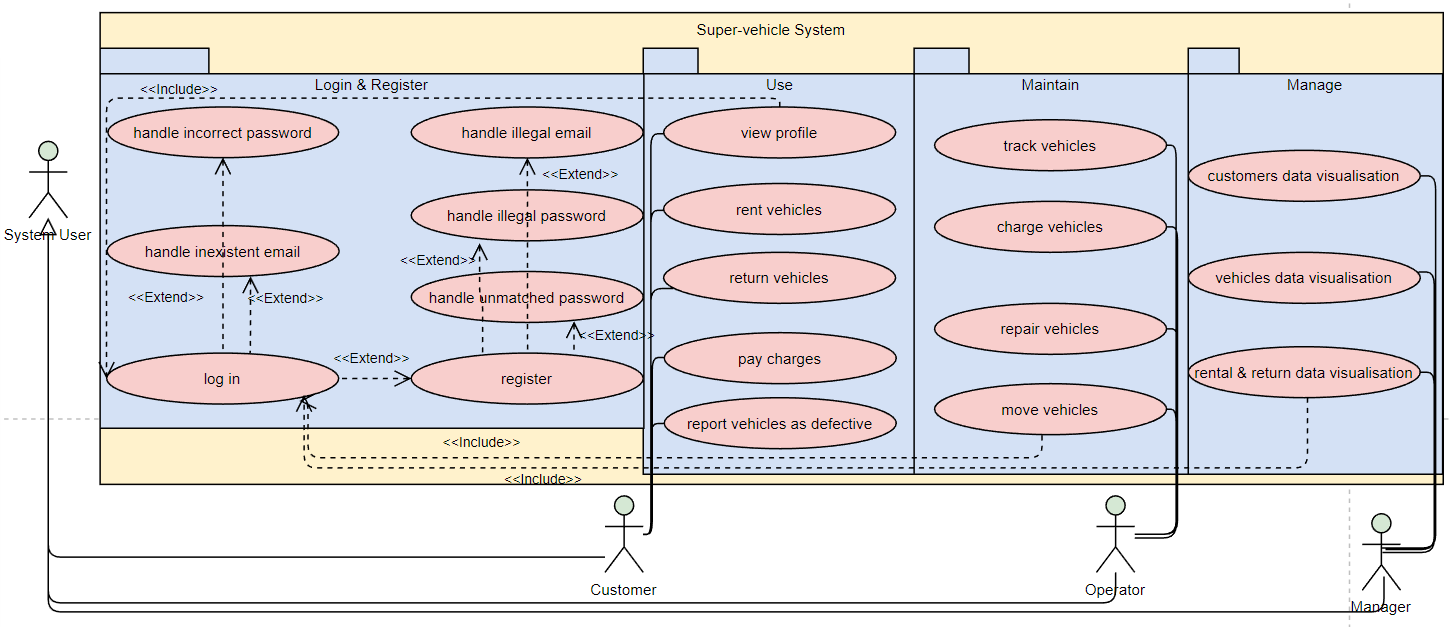 Super-vehicle System
Login & Register
Use
Maintain
Manage
<<Include>>
handle incorrect password
handle illegal email
view profile
track vehicles
customers data visualisation
<<Extend>>
handle illegal password
rent vehicles
charge vehicles
System User
handle inexistent email
<<Extend>>
return vehicles
vehicles data visualisation
<<Extend>>
<<Extend>>
handle unmatched password
<<Extend>>
repair vehicles
<<Extend>>
pay charges
log in
register
rental & return data visualisation
report vehicles as defective
move vehicles
<<Include>>
<<Include>>
Customer
Operator
Manager